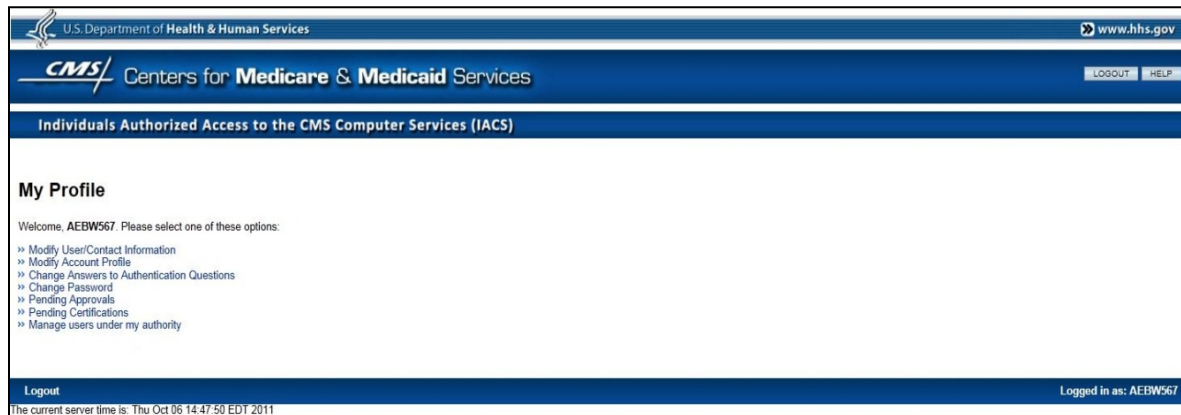 U.S. Department of Health & Human Services
www.hhs.gov
CMS/ Centers for Medicare & Medicaid Services
LOGOUT HELP
Individuals Authorized Access to the CMS Computer Services (IACS)
My Profile
Welcome, AEBW567. Please select one of these options:
» Modify User/Contact Information
» Modify Account Profile
» Change Answers to Authentication Questions
» Change Password
» Pending Approvals
» Pending Certifications
» Manage users under my authority
Logout
Logged in as: AEBW567
The current server time is: Thu Oct 06 14:47:50 EDT 2011